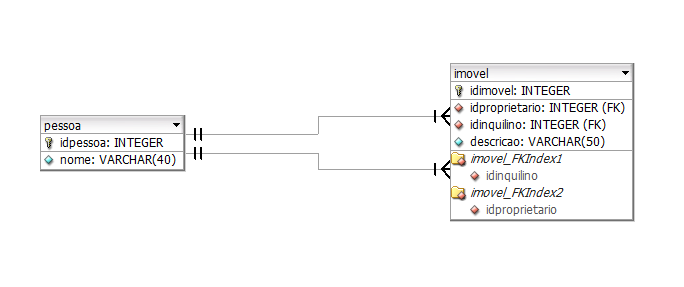 pessoa
idpessoa: INTEGER
nome: VARCHAR(40)
imovel
idimovel: INTEGER
idproprietario: INTEGER (FK)
idinquilino: INTEGER (FK)
descricao: VARCHAR(50)
imovel_FKIndex1
idinquilino
imovel_FKIndex2
idproprietario